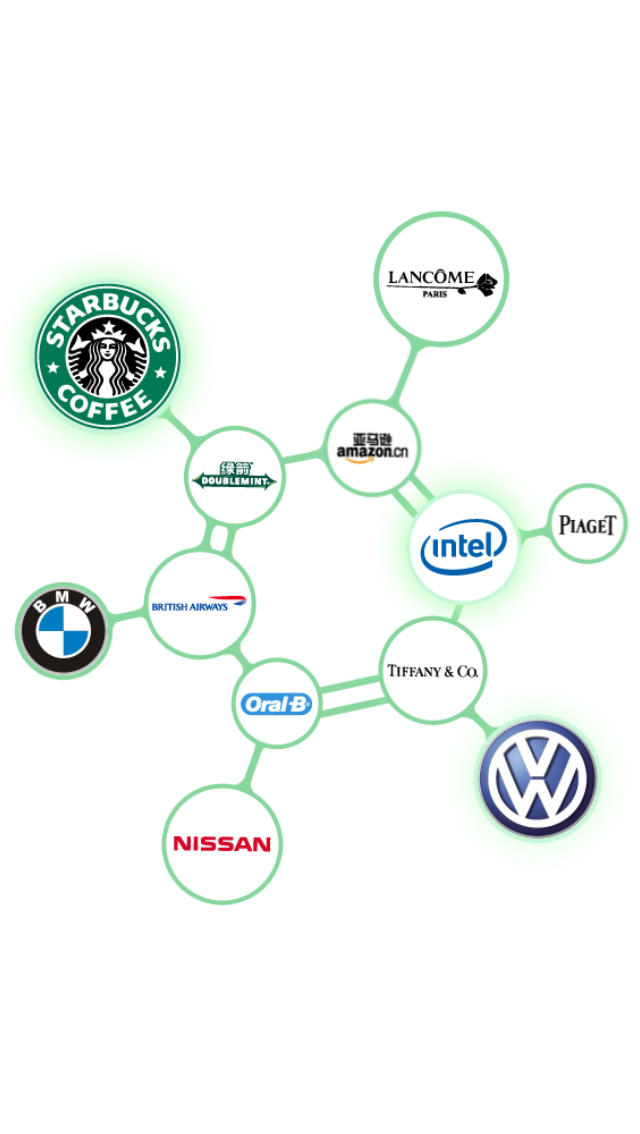 LANCÔME
PARIS
STARBUCKS
COFFEE
亚马逊
amazon.cn
绿箭
DOUBLEMINT
intel
PIAGET
BRITISH AIRWAYS
BMW
TIFFANY & CO.
Oral-B
NISSAN
VW